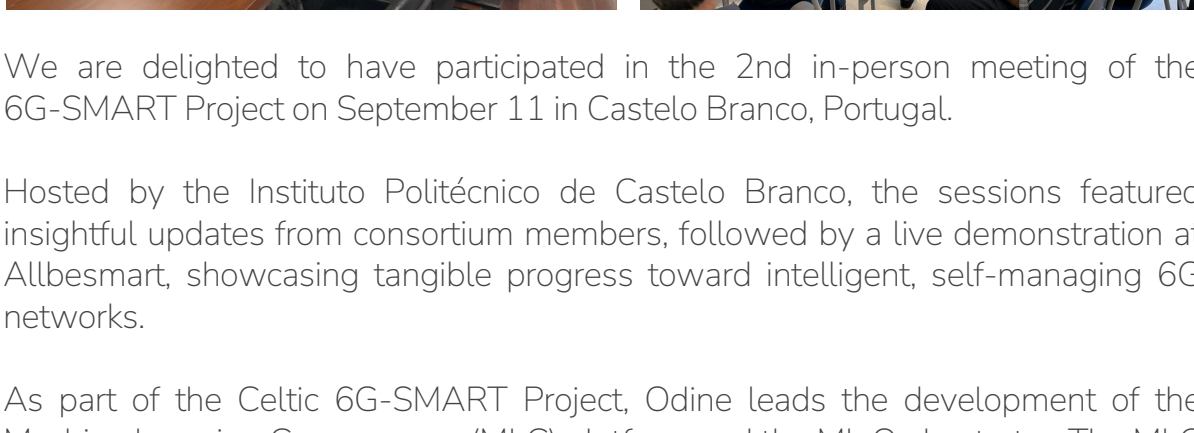 We are delighted to have participated in the 2nd in-person meeting of the
6G-SMART Project on September 11 in Castelo Branco, Portugal.
Hosted by the Instituto Politécnico de Castelo Branco, the sessions featured
insightful updates from consortium members, followed by a live demonstration at
Allbesmart, showcasing tangible progress toward intelligent, self-managing 6G
networks.
As part of the Celtic 6G-SMART Project, Odine leads the development of the